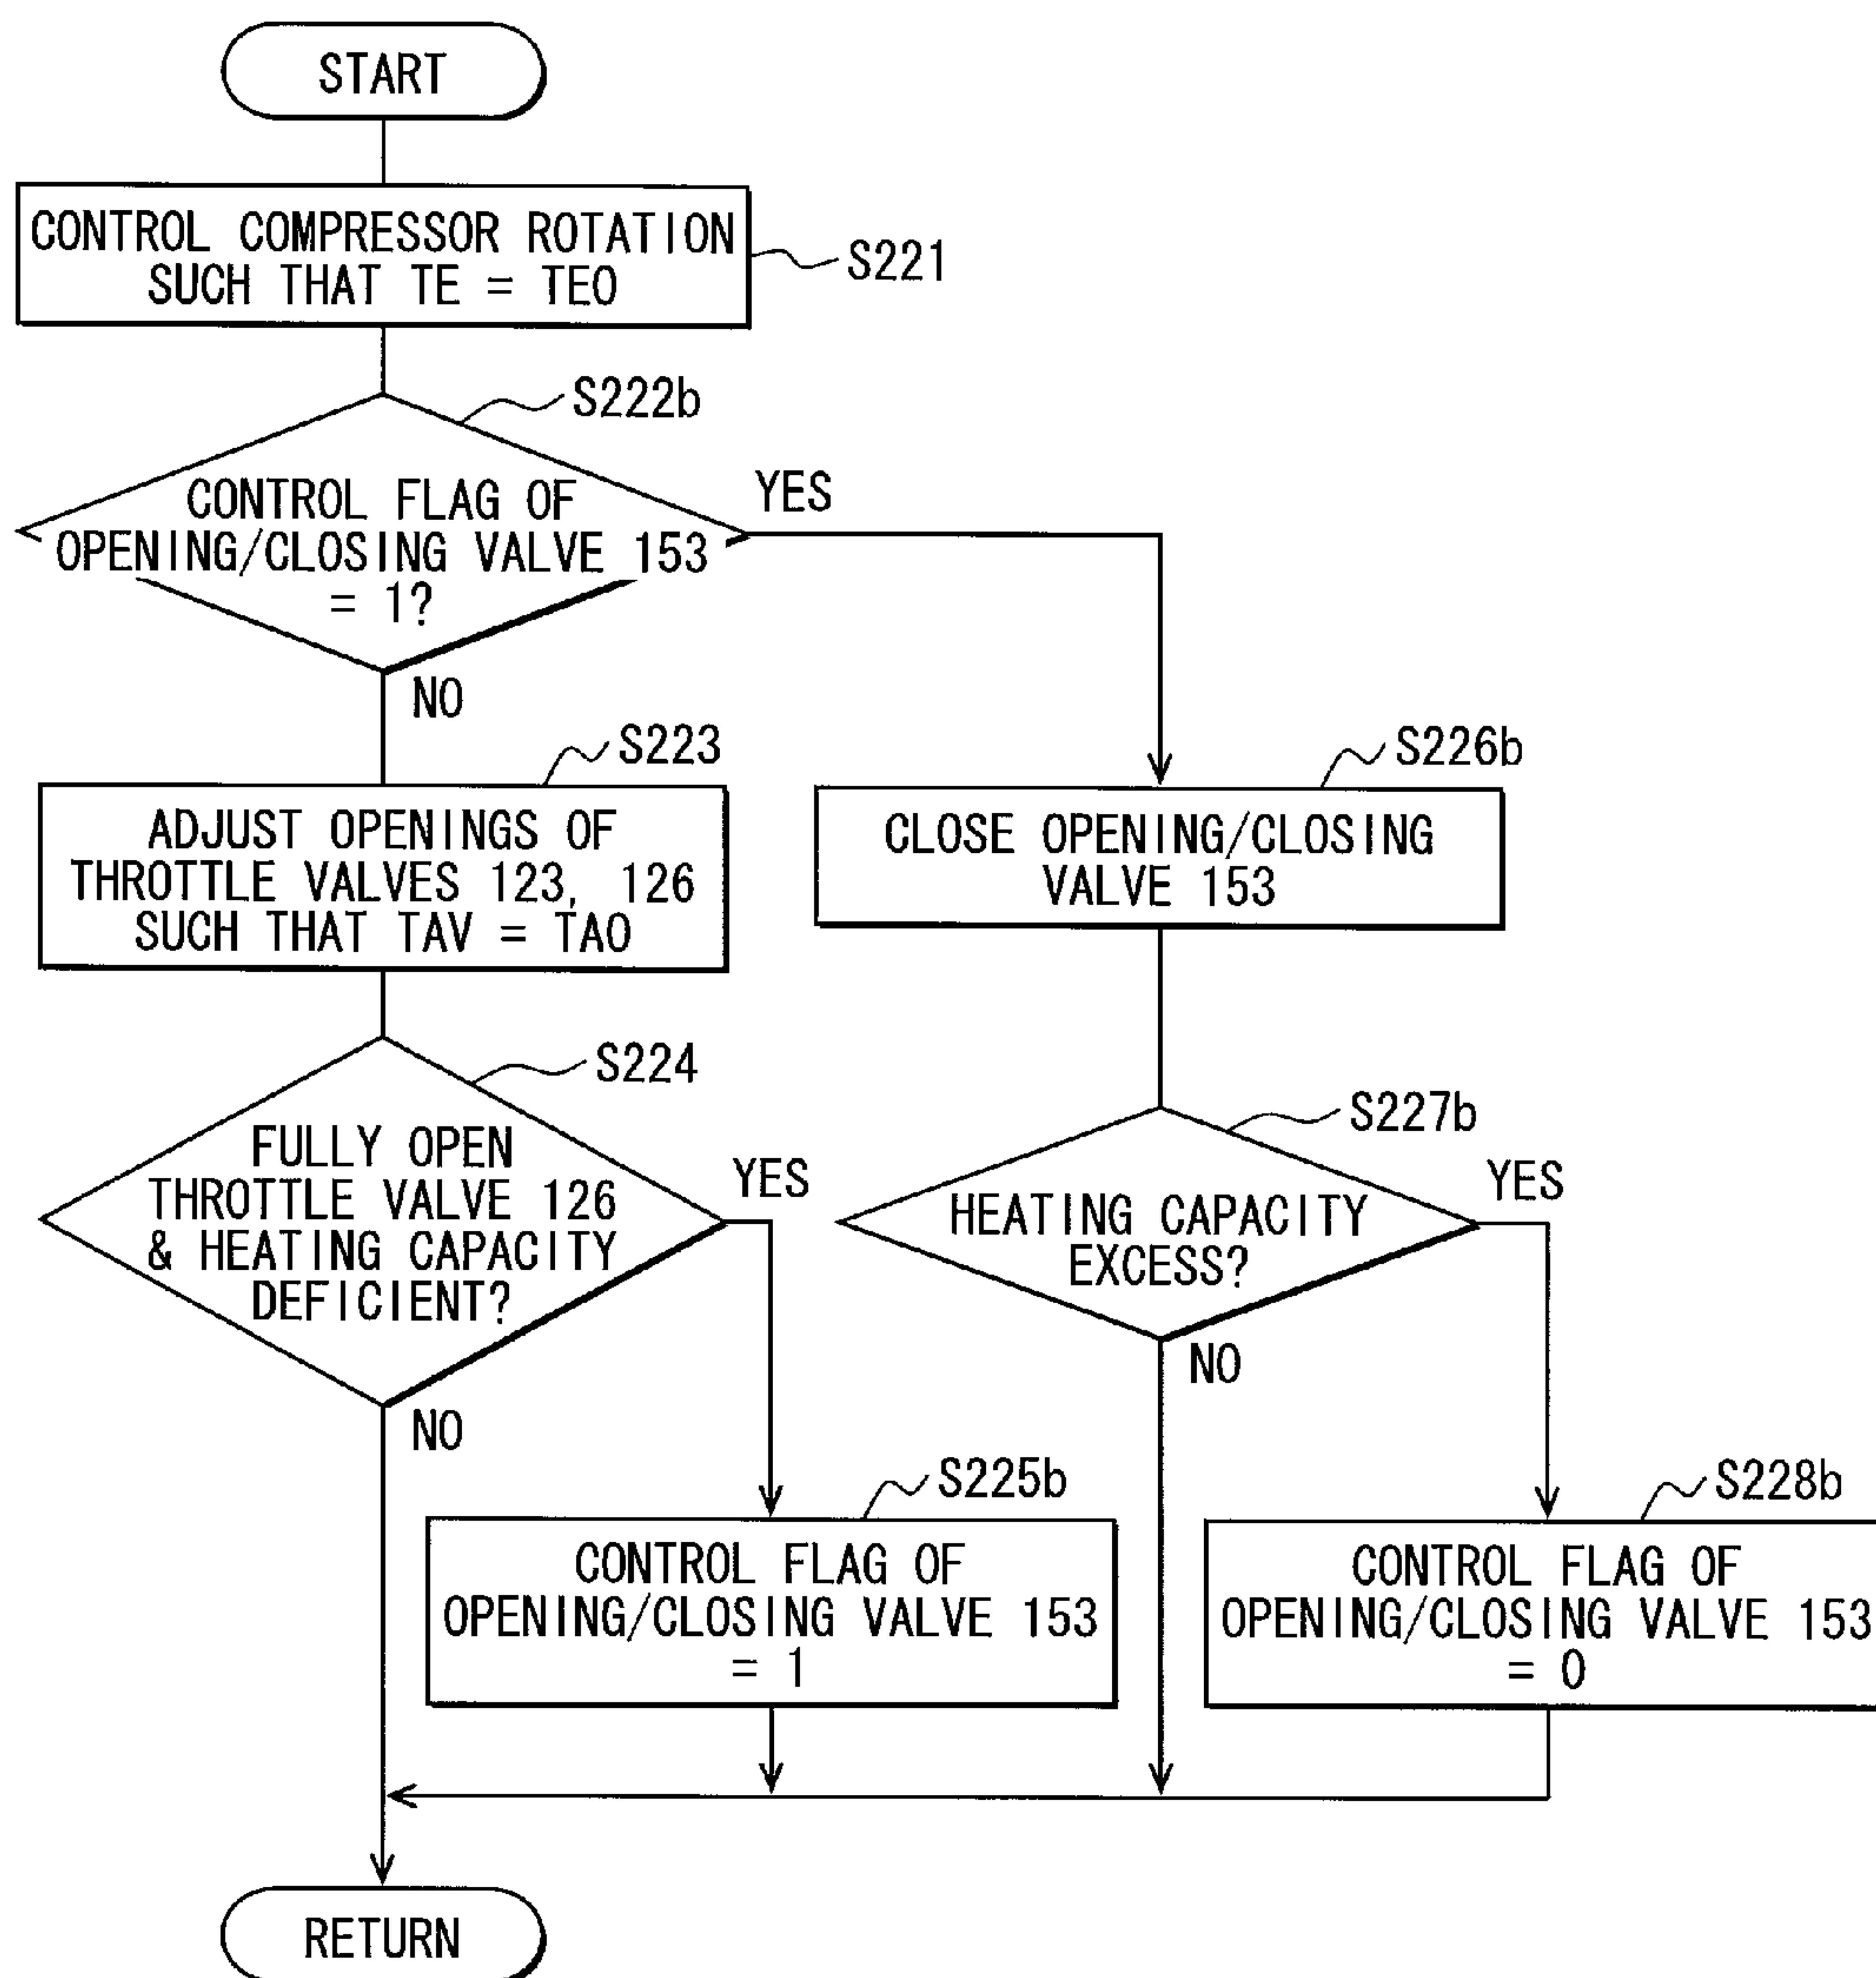 START
CONTROL COMPRESSOR ROTATION
SUCH THAT TE = TEO
S221
S222b
CONTROL FLAG OF
OPENING/CLOSING VALVE 153
= 1?
YES
NO
S223
ADJUST OPENINGS OF
THROTTLE VALVES 123, 126
SUCH THAT TAV = TAO
S226b
CLOSE OPENING/CLOSING
VALVE 153
S224
FULLY OPEN
THROTTLE VALVE 126
& HEATING CAPACITY
DEFICIENT?
YES
NO
S227b
HEATING CAPACITY
EXCESS?
YES
NO
S225b
CONTROL FLAG OF
OPENING/CLOSING VALVE 153
= 1
S228b
CONTROL FLAG OF
OPENING/CLOSING VALVE 153
= 0
RETURN